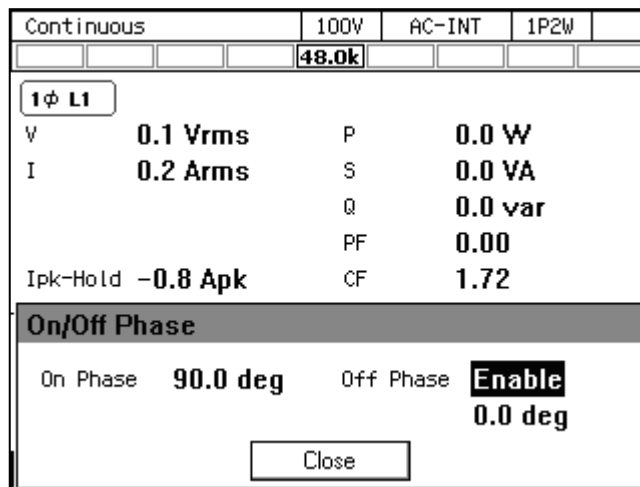 Continuous 100V AC-INT 1P2W
48.0k
1ϕ L1
V 0.1 Vrms P 0.0 W
I 0.2 Arms S 0.0 VA
Q 0.0 var
PF 0.00
Ipk-Hold -0.8 Apk CF 1.72
On/Off Phase
On Phase 90.0 deg Off Phase Enable
0.0 deg
Close